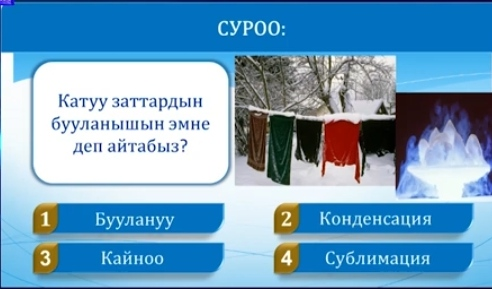 СУРОО:
Катуу заттардын
бууланышын эмне
деп айтабыз?
1 Буулануу
2 Конденсация
3 Кайноо
4 Сублимация